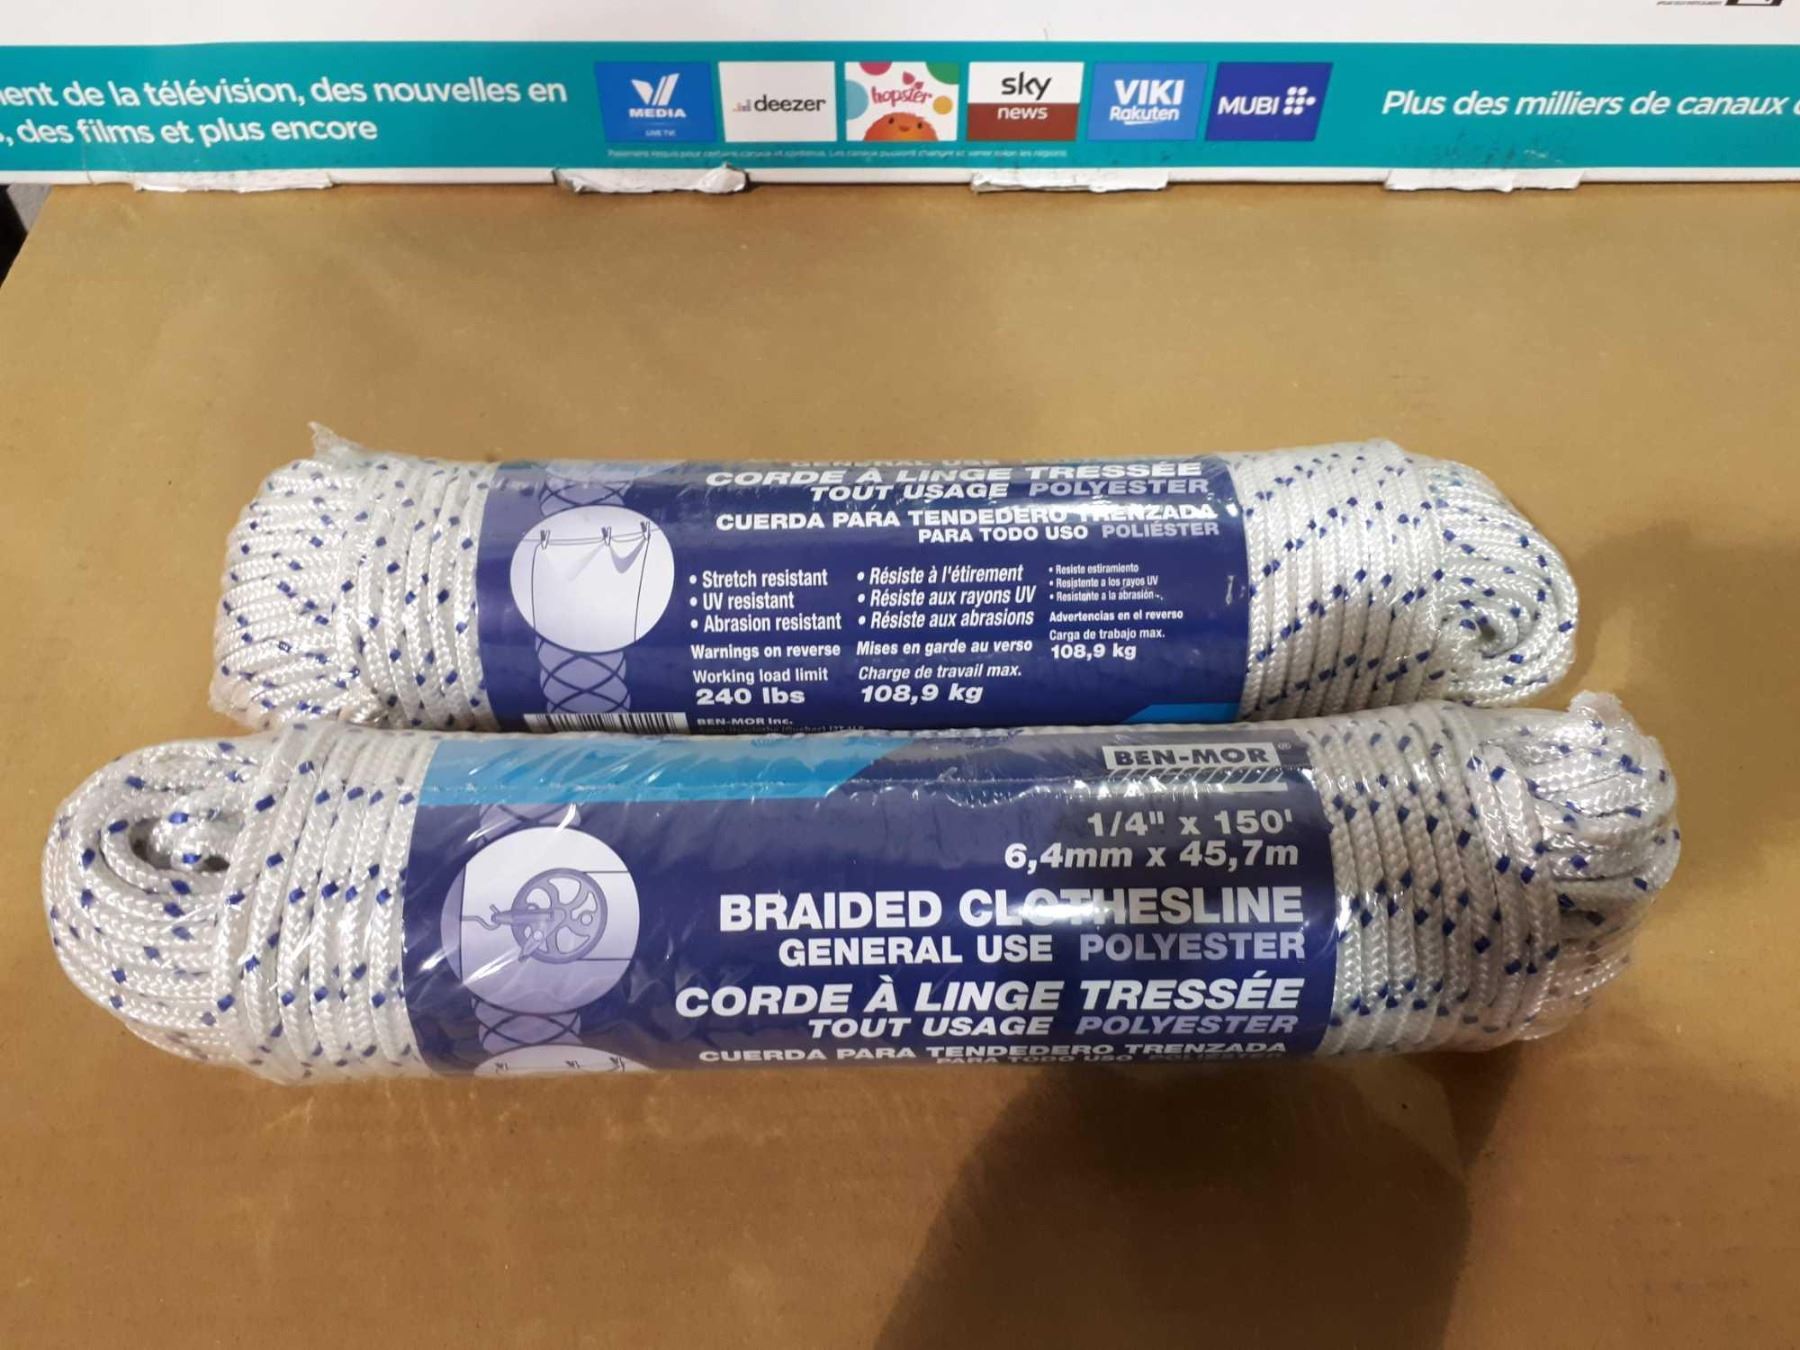 ent de la télévision, des nouvelles en
, des films et plus encore
MEDIA
deezer
hopster
sky
news
VIKI
Rakuten
MUBI
Plus des milliers de canaux
GENERAL USE
CORDE À LINGE TRESSÉE
TOUT USAGE POLYESTER
CUERDA PARA TENDEDERO TRENZADA
PARA TODO USO POLIÉSTER
• Stretch resistant
• UV resistant
• Abrasion resistant
Warnings on reverse
Working load limit
240 lbs
• Résiste à l'étirement
• Résiste aux rayons UV
• Résiste aux abrasions
Mises en garde au verso
Charge de travail max.
108,9 kg
• Resiste estiramiento
• Resistente a los rayos UV
• Resistente a la abrasión
Advertencias en el reverso
Carga de trabajo max.
108,9 kg
BEN-MOR Inc.
BEN-MOR®
1/4" x 150'
6,4mm x 45,7m
BRAIDED CLOTHESLINE
GENERAL USE POLYESTER
CORDE À LINGE TRESSÉE
TOUT USAGE POLYESTER
CUERDA PARA TENDEDERO TRENZADA
PARA TODO USO POLIÉSTER